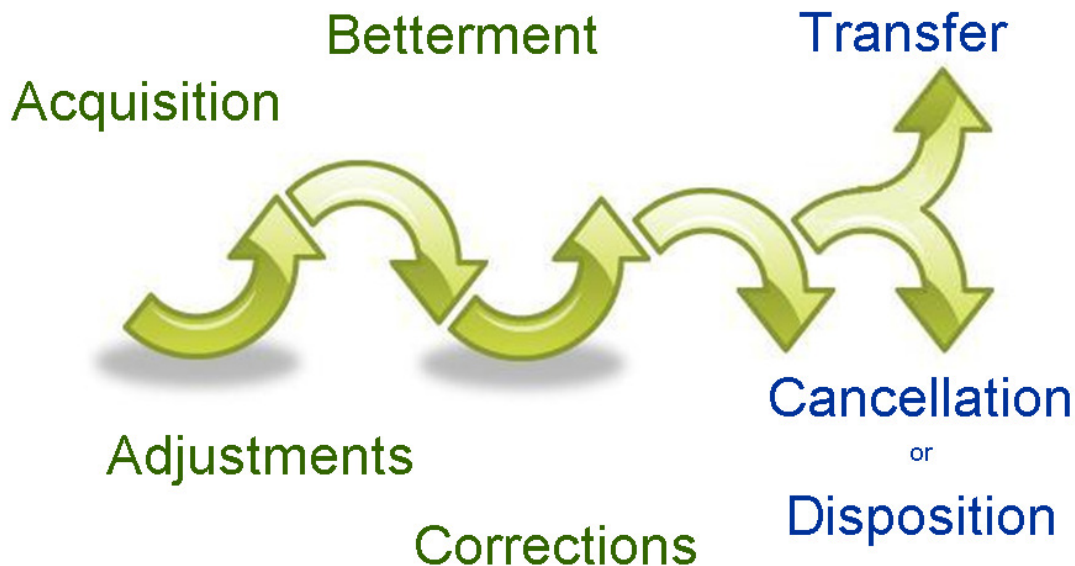 Betterment
Transfer
Acquisition
Adjustments
Corrections
Cancellation
or
Disposition